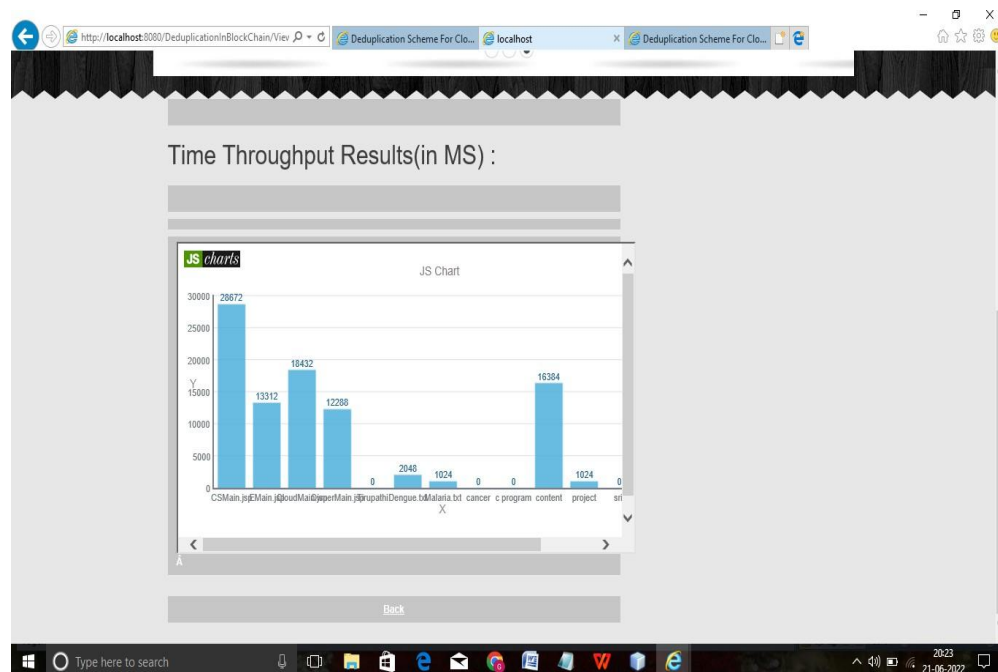 http://localhost:8080/DeduplicationInBlockChain/View
Deduplication Scheme For Clo...
localhost
Deduplication Scheme For Clo...
Time Throughput Results(in MS) :
JS charts
JS Chart
30000
28672
25000
20000
18432
Y
16384
15000
13312
12288
10000
5000
2048
1024
1024
0
0
0
0
0
CSMain.jsp
Dengue.txt
Malaria.txt
cancer
c program
content
project
X
Â
Back
Type here to search
20:23
21-06-2022